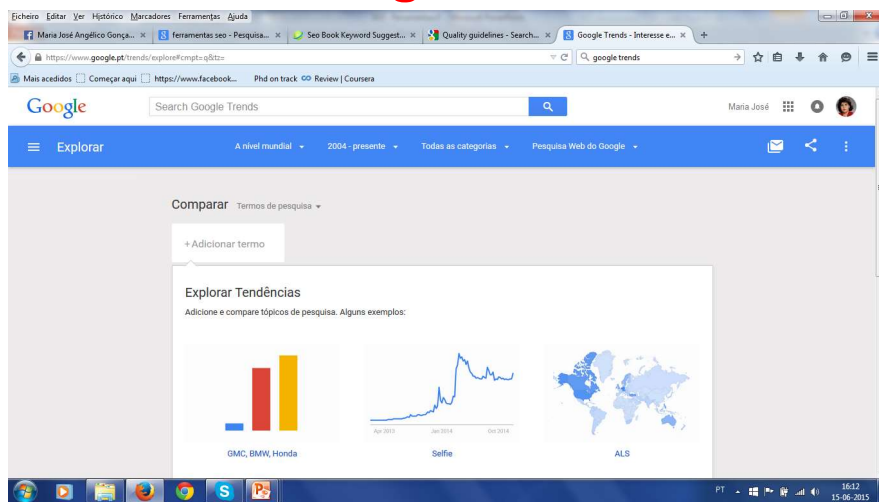 Ficheiro Editar Ver Histórico Marcadores Ferramentas Ajuda
Maria José Angélico Gonça... × ferramentas seo - Pesquisa... × Seo Book Keyword Suggest... × Quality guidelines - Search... × Google Trends - Interesse e... × +
https://www.google.pt/trends/explore#cmpt=q&tz= google trends
Mais acedidos Começar aqui https://www.facebook... Phd on track Review | Coursera
Google Search Google Trends Maria José
Explorar A nível mundial 2004 - presente Todas as categorias Pesquisa Web do Google
Comparar Termos de pesquisa
+Adicionar termo
Explorar Tendências
Adicione e compare tópicos de pesquisa. Alguns exemplos:
Apr 2013 Jan 2014 Oct 2014
GMC, BMW, Honda Selfie ALS
PT 16:12
15-06-2015